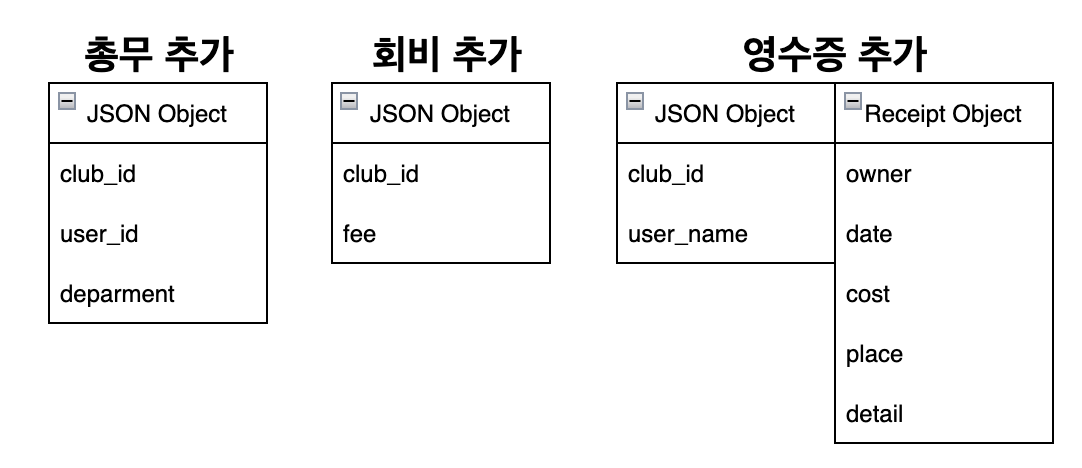 총무 추가
JSON Object
club_id
user_id
deparment
회비 추가
JSON Object
club_id
fee
영수증 추가
JSON Object
club_id
user_name
Receipt Object
owner
date
cost
place
detail